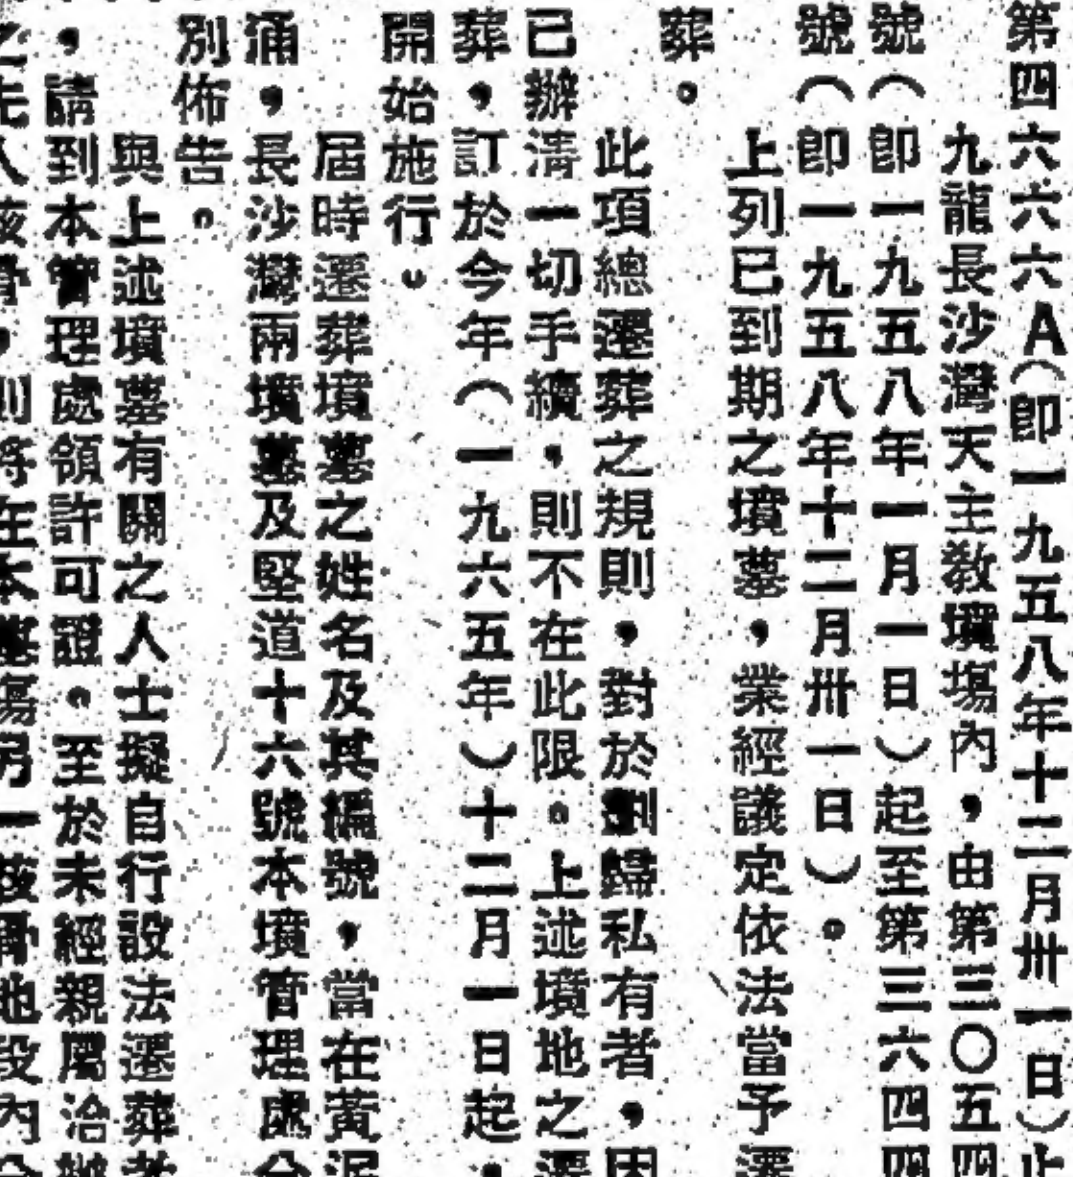 第四六六六A（即一九五八年十二月卅一日）止
九龍長沙灣天主教墳塲內，由第三〇五四
號（即一九五八年一月一日）起至第三六四四
號（即一九五八年十二月卅一日）。
上列已到期之墳墓，業經議定依法當予遷
葬。
此項總遷葬之規則，對於劃歸私有者，因
已辦淸一切手續，則不在此限。上述墳地之遷
葬，訂於今年（一九六五年）十二月一日起，
開始施行。
屆時遷葬墳墓之姓名及其編號，當在黃泥
涌，長沙灣兩墳墓及堅道十六號本墳管理處分
別佈告。
與上述墳墓有關之人士擬自行設法遷葬者
，請到本管理處領許可證。至於未經親屬洽辦
之先人骸骨，則將在本墓塲另一骸骨地段內分